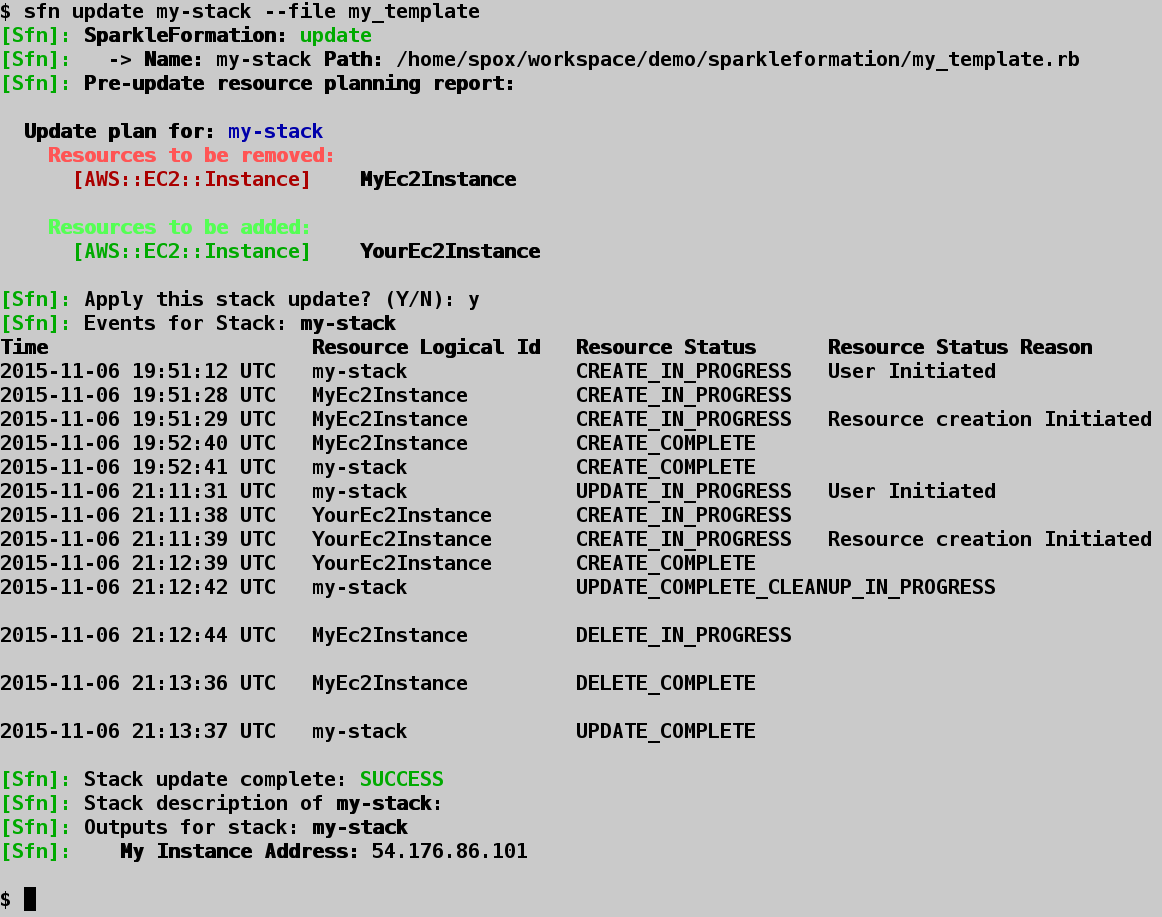 $ sfn update my-stack --file my_template
[Sfn]: SparkleFormation: update
[Sfn]:   -> Name: my-stack Path: /home/spox/workspace/demo/sparkleformation/my_template.rb
[Sfn]: Pre-update resource planning report:
Update plan for: my-stack
Resources to be removed:
[AWS::EC2::Instance]    MyEc2Instance
Resources to be added:
[AWS::EC2::Instance]    YourEc2Instance
[Sfn]: Apply this stack update? (Y/N): y
[Sfn]: Events for Stack: my-stack
Time                      Resource Logical Id   Resource Status      Resource Status Reason
2015-11-06 19:51:12 UTC   my-stack              CREATE_IN_PROGRESS   User Initiated
2015-11-06 19:51:28 UTC   MyEc2Instance         CREATE_IN_PROGRESS
2015-11-06 19:51:29 UTC   MyEc2Instance         CREATE_IN_PROGRESS   Resource creation Initiated
2015-11-06 19:52:40 UTC   MyEc2Instance         CREATE_COMPLETE
2015-11-06 19:52:41 UTC   my-stack              CREATE_COMPLETE
2015-11-06 21:11:31 UTC   my-stack              UPDATE_IN_PROGRESS   User Initiated
2015-11-06 21:11:38 UTC   YourEc2Instance       CREATE_IN_PROGRESS
2015-11-06 21:11:39 UTC   YourEc2Instance       CREATE_IN_PROGRESS   Resource creation Initiated
2015-11-06 21:12:39 UTC   YourEc2Instance       CREATE_COMPLETE
2015-11-06 21:12:42 UTC   my-stack              UPDATE_COMPLETE_CLEANUP_IN_PROGRESS
2015-11-06 21:12:44 UTC   MyEc2Instance         DELETE_IN_PROGRESS
2015-11-06 21:13:36 UTC   MyEc2Instance         DELETE_COMPLETE
2015-11-06 21:13:37 UTC   my-stack              UPDATE_COMPLETE
[Sfn]: Stack update complete: SUCCESS
[Sfn]: Stack description of my-stack:
[Sfn]: Outputs for stack: my-stack
[Sfn]:    My Instance Address: 54.176.86.101
$